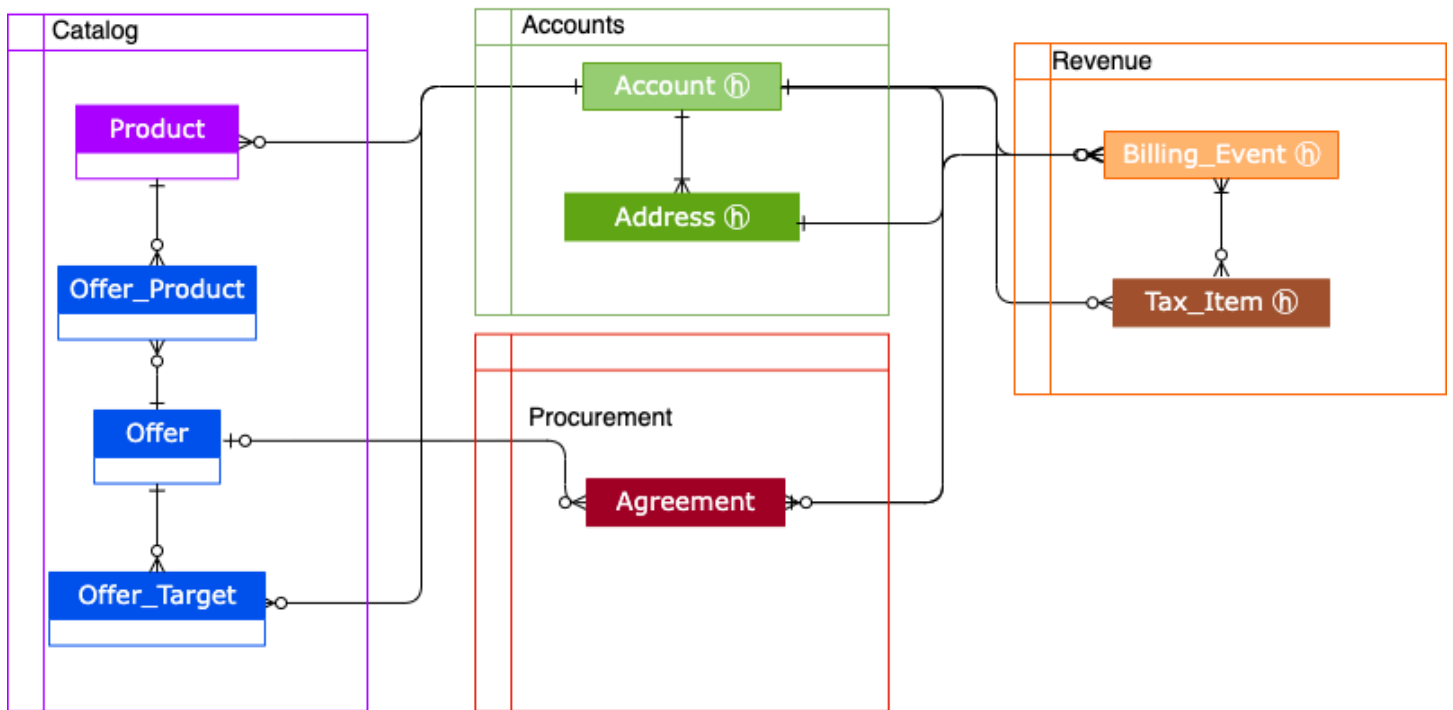 Catalog
Product
Offer_Product
Offer
Offer_Target
Accounts
Account ⓗ
Address ⓗ
Procurement
Agreement
Revenue
Billing_Event ⓗ
Tax_Item ⓗ